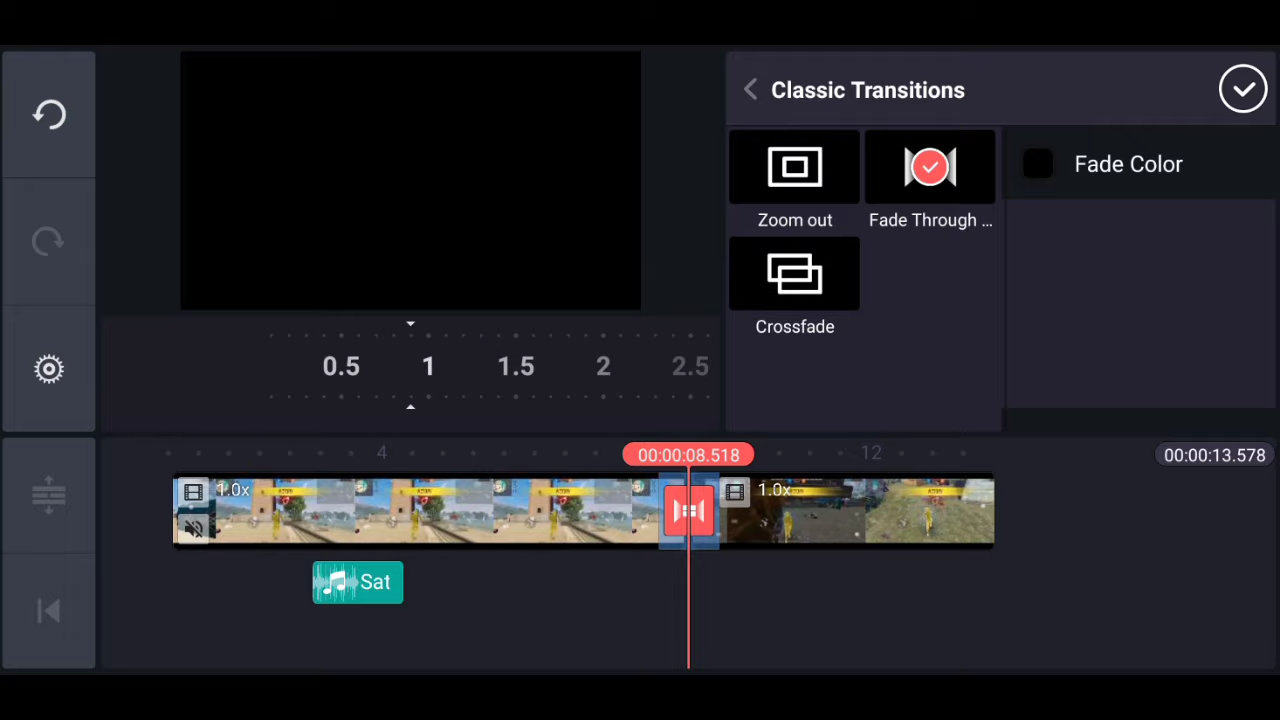 Classic Transitions
Zoom out
Fade Through ...
Fade Color
Crossfade
0.5 1 1.5 2 2.5
4
00:00:08.518
12
00:00:13.578
1.0x
1.0x
Sat